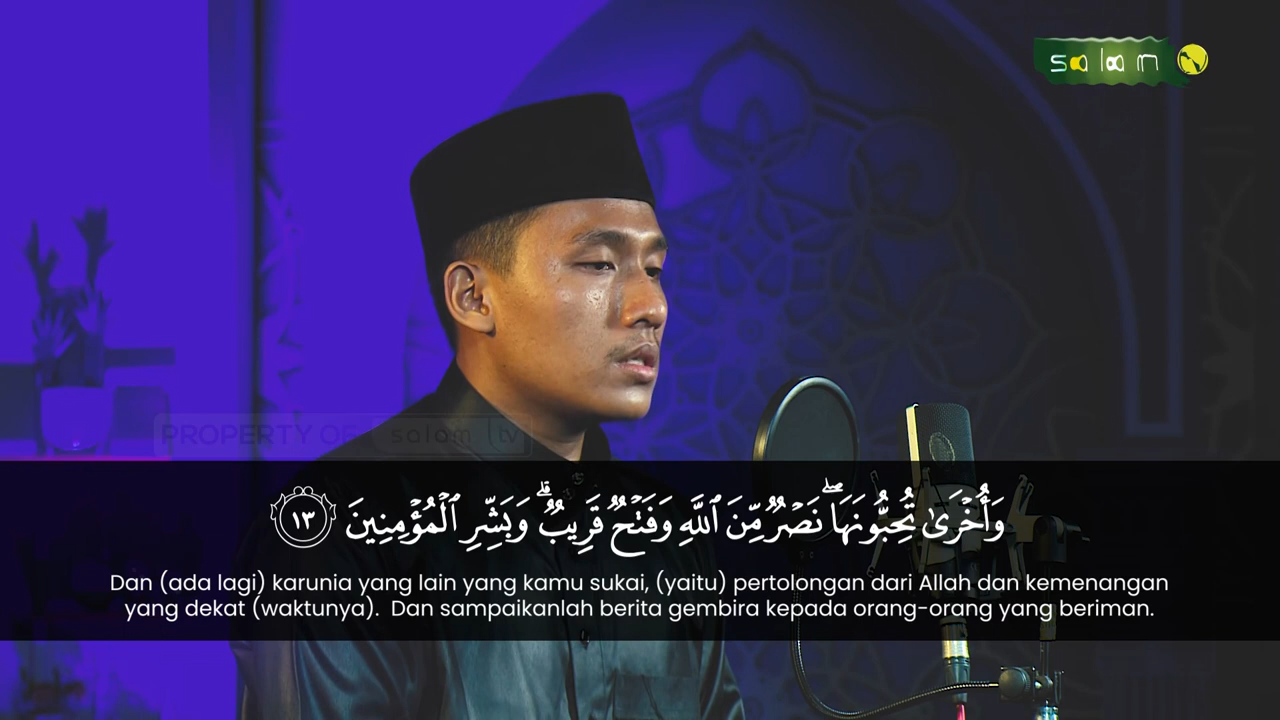 salam
PROPERTY OF salam tv
وَأُخْرَىٰ تُحِبُّونَهَا ۖ نَصْرٌ مِّنَ ٱللَّهِ وَفَتْحٌ قَرِيبٌ ۗ وَبَشِّرِ ٱلْمُؤْمِنِينَ ١٣
Dan (ada lagi) karunia yang lain yang kamu sukai, (yaitu) pertolongan dari Allah dan kemenangan
yang dekat (waktunya). Dan sampaikanlah berita gembira kepada orang-orang yang beriman.